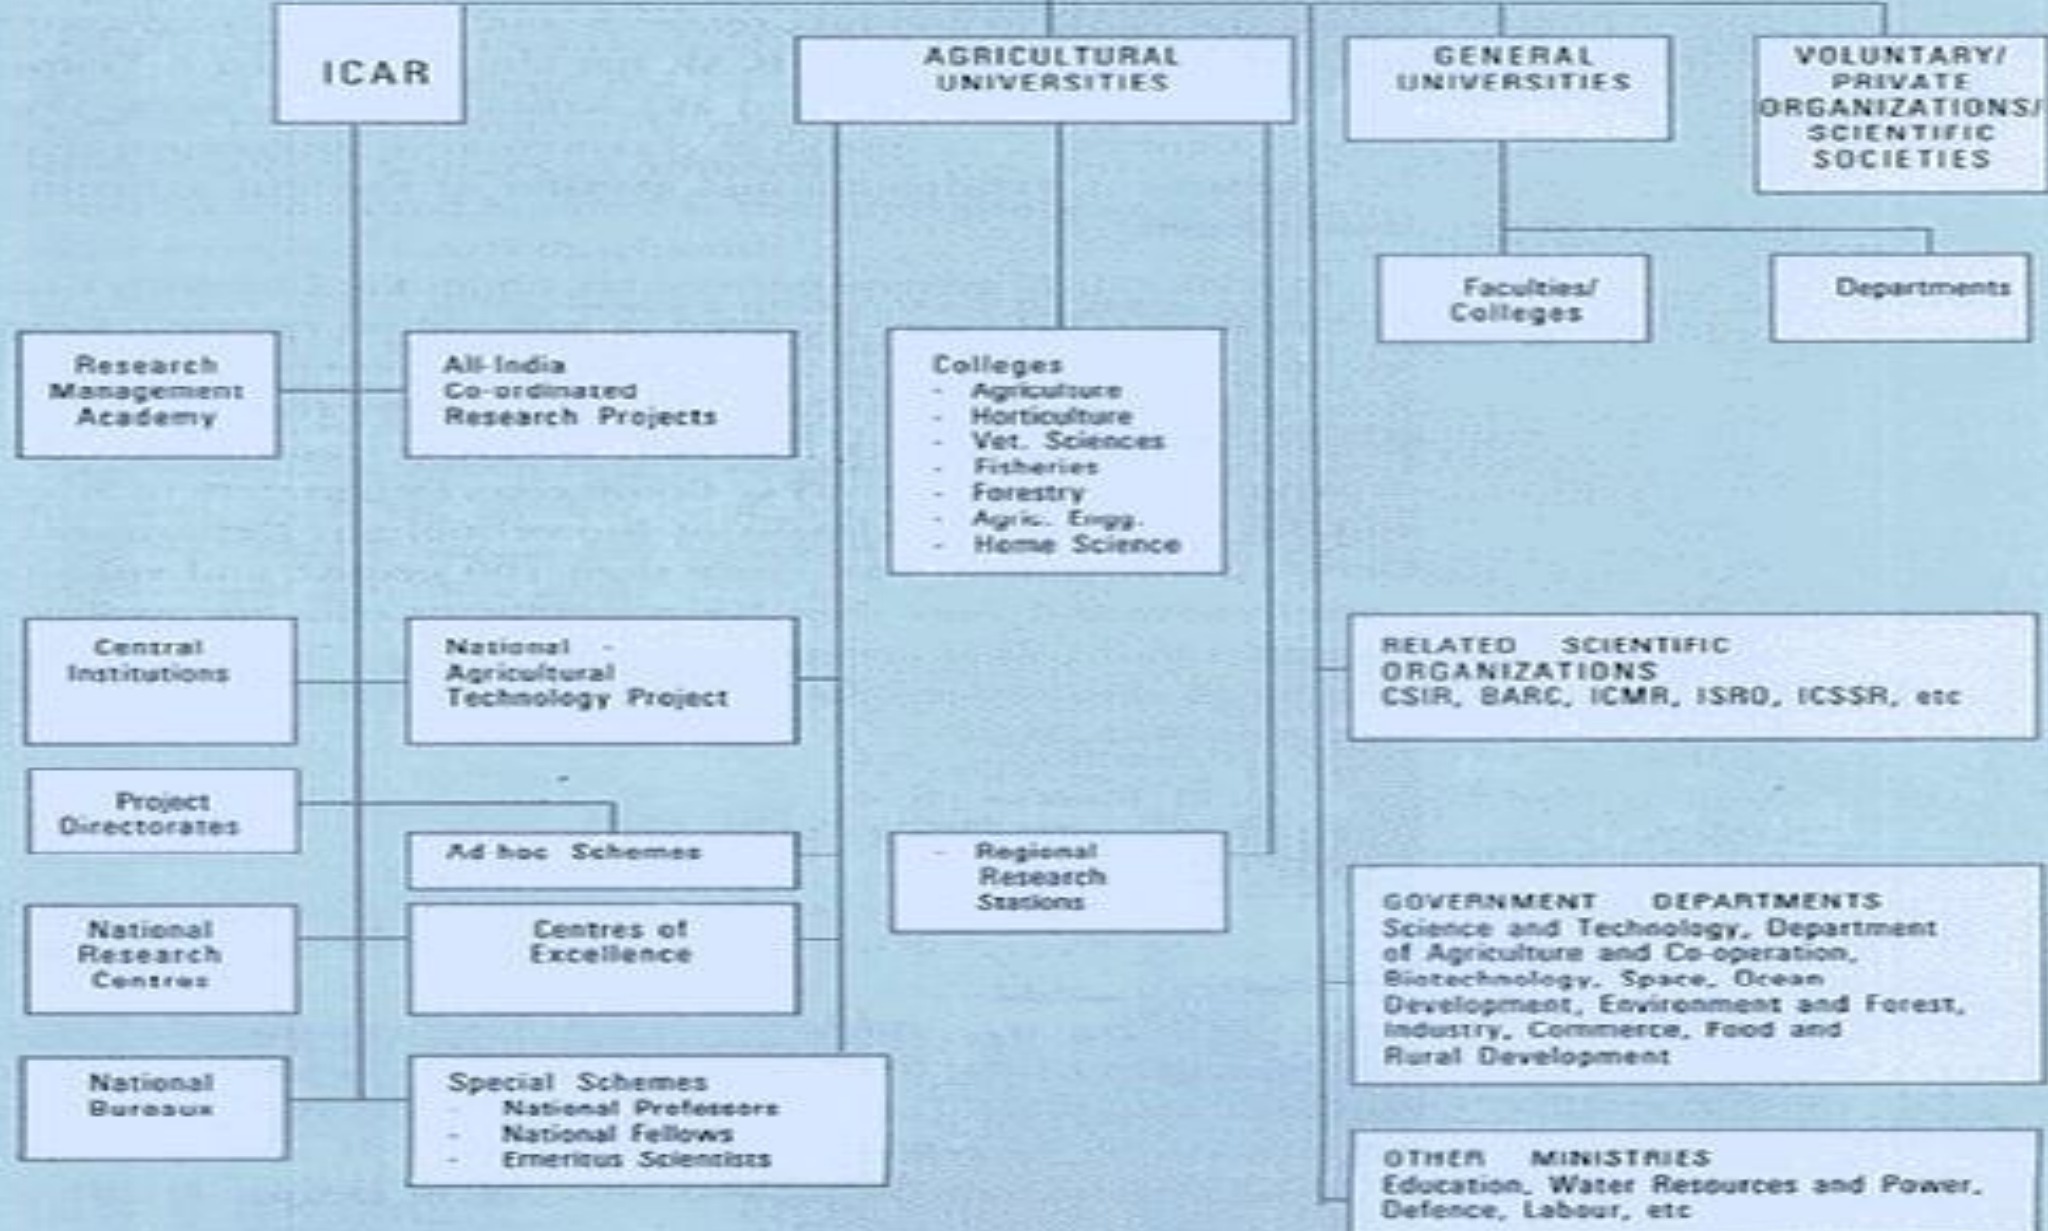 ICAR
AGRICULTURAL
UNIVERSITIES
GENERAL
UNIVERSITIES
VOLUNTARY/
PRIVATE
ORGANIZATIONS/
SCIENTIFIC
SOCIETIES
Faculties/
Colleges
Departments
Research
Management
Academy
All-India
Co-ordinated
Research Projects
Colleges
- Agriculture
- Horticulture
- Vet. Sciences
- Fisheries
- Forestry
- Agric. Engg.
- Home Science
Central
Institutions
National -
Agricultural
Technology Project
RELATED SCIENTIFIC
ORGANIZATIONS
CSIR, BARC, ICMR, ISRO, ICSSR, etc
Project
Directorates
Ad hoc Schemes
- Regional
Research
Stations
National
Research
Centres
Centres of
Excellence
GOVERNMENT DEPARTMENTS
Science and Technology, Department
of Agriculture and Co-operation,
Biotechnology, Space, Ocean
Development, Environment and Forest,
Industry, Commerce, Food and
Rural Development
National
Bureaux
Special Schemes
- National Professors
- National Fellows
- Emeritus Scientists
OTHER MINISTRIES
Education, Water Resources and Power,
Defence, Labour, etc